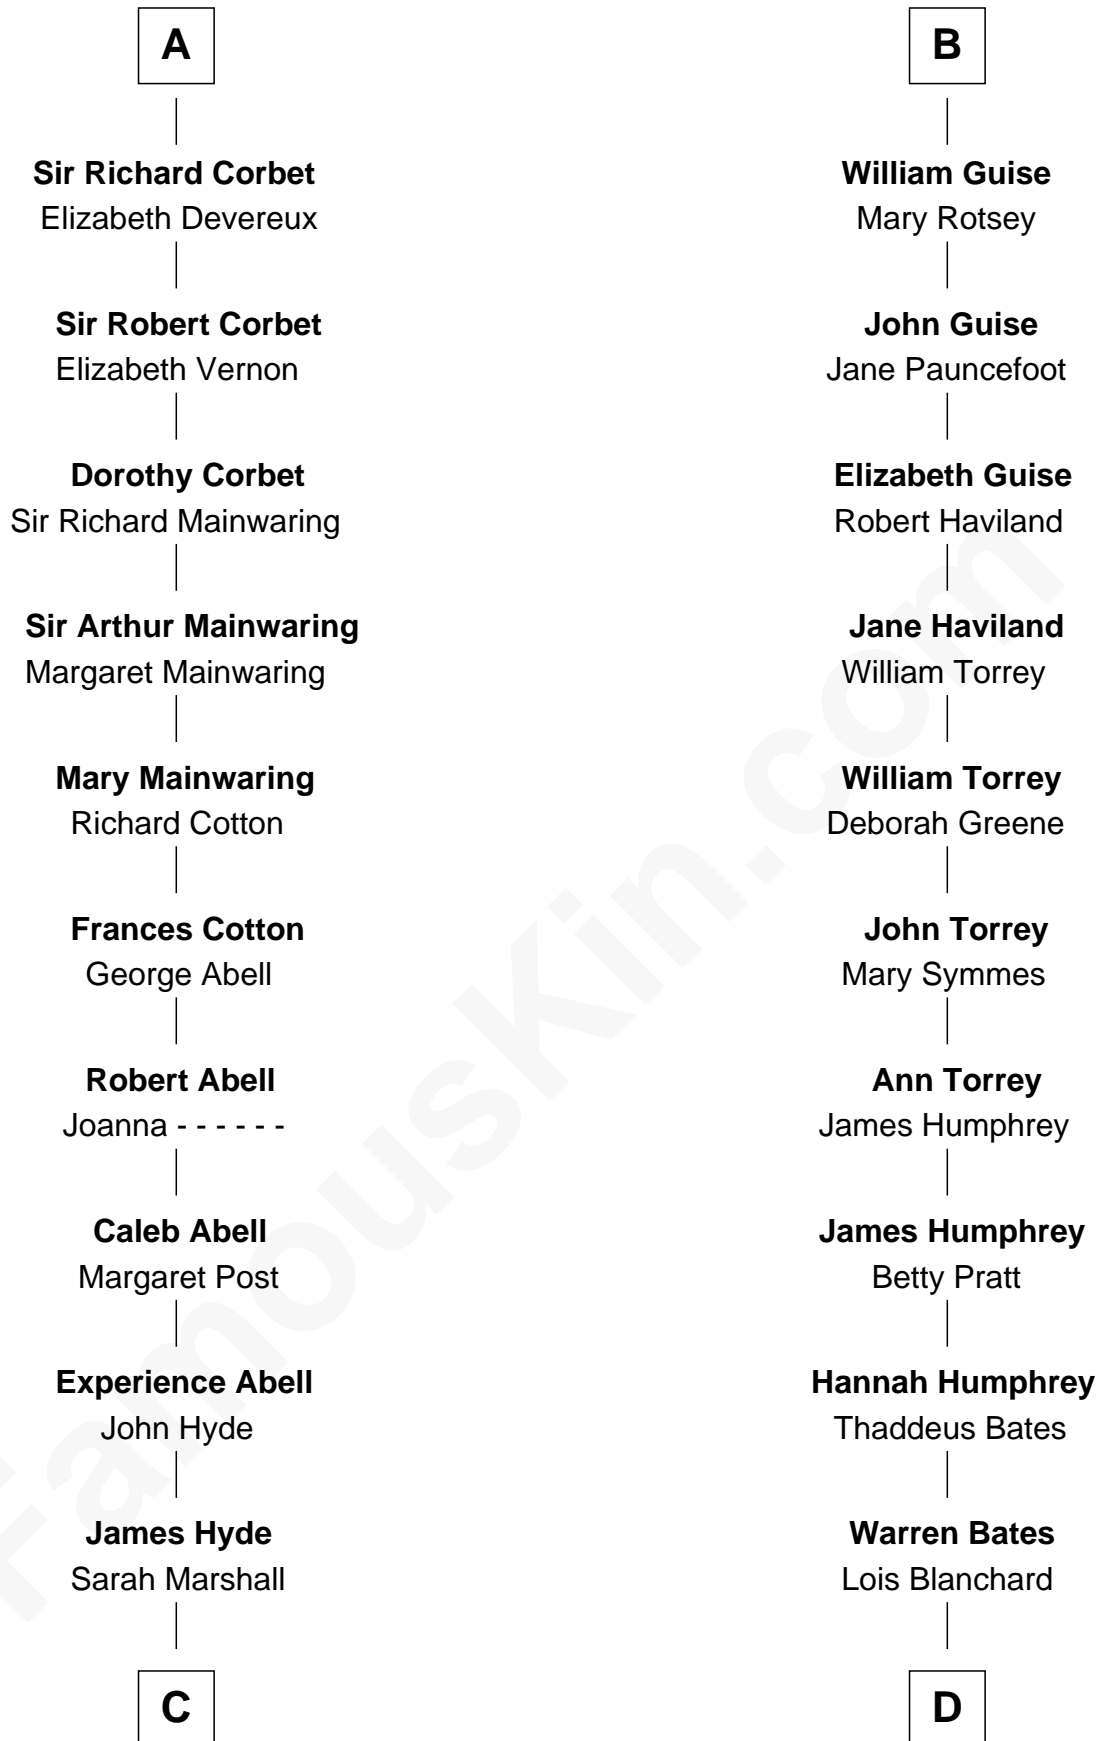 A
Sir Richard Corbet
Elizabeth Devereux
Sir Robert Corbet
Elizabeth Vernon
Dorothy Corbet
Sir Richard Mainwaring
Sir Arthur Mainwaring
Margaret Mainwaring
Mary Mainwaring
Richard Cotton
Frances Cotton
George Abell
Robert Abell
Joanna - - - - - -
Caleb Abell
Margaret Post
Experience Abell
John Hyde
James Hyde
Sarah Marshall
C
B
William Guise
Mary Rotsey
John Guise
Jane Pauncefoot
Elizabeth Guise
Robert Haviland
Jane Haviland
William Torrey
William Torrey
Deborah Greene
John Torrey
Mary Symmes
Ann Torrey
James Humphrey
James Humphrey
Betty Pratt
Hannah Humphrey
Thaddeus Bates
Warren Bates
Lois Blanchard
D
FamousKin.com